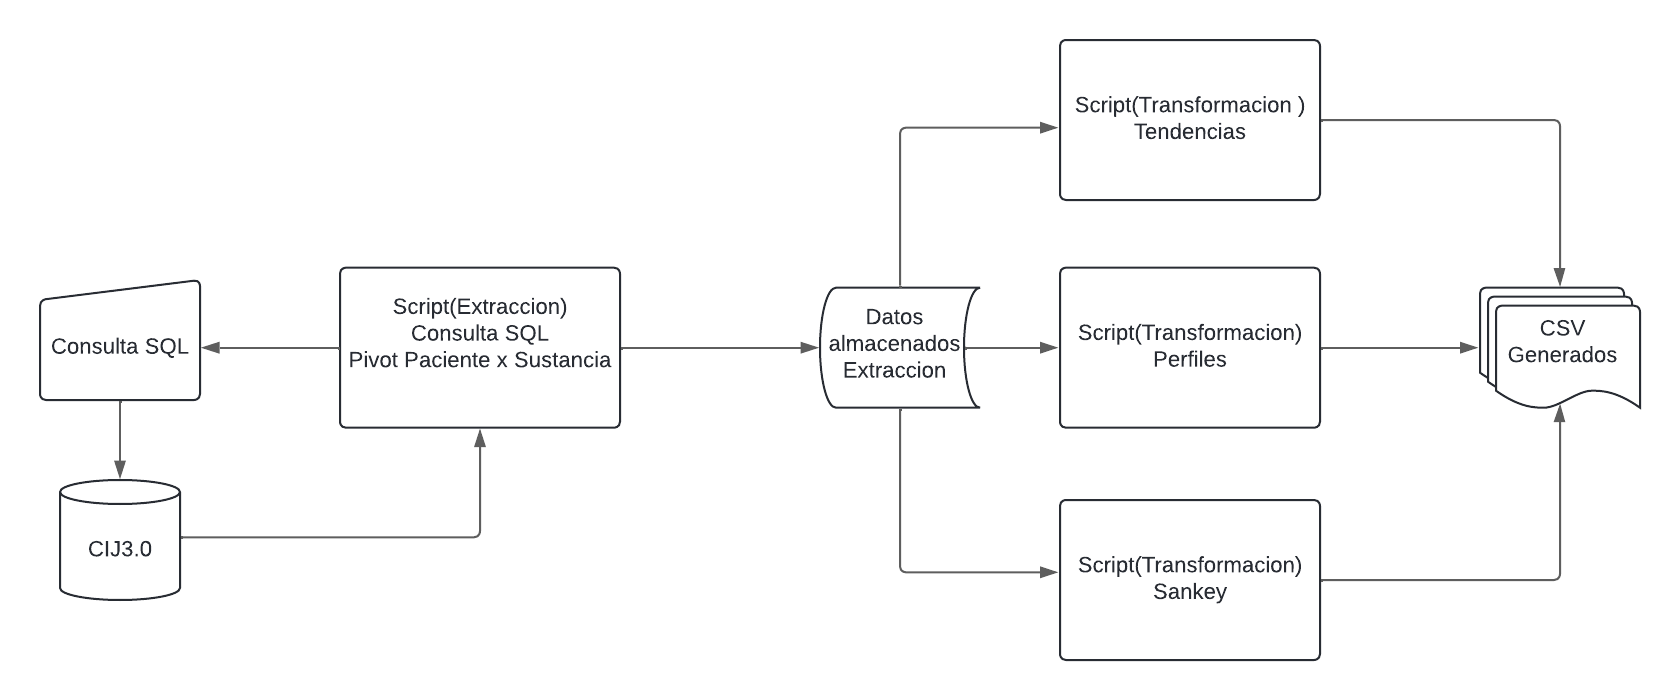 Script(Transformacion )
Tendencias
Consulta SQL
Script(Extraccion)
Consulta SQL
Pivot Paciente x Sustancia
Datos
almacenados
Extraccion
Script(Transformacion)
Perfiles
CSV
Generados
CIJ3.0
Script(Transformacion)
Sankey